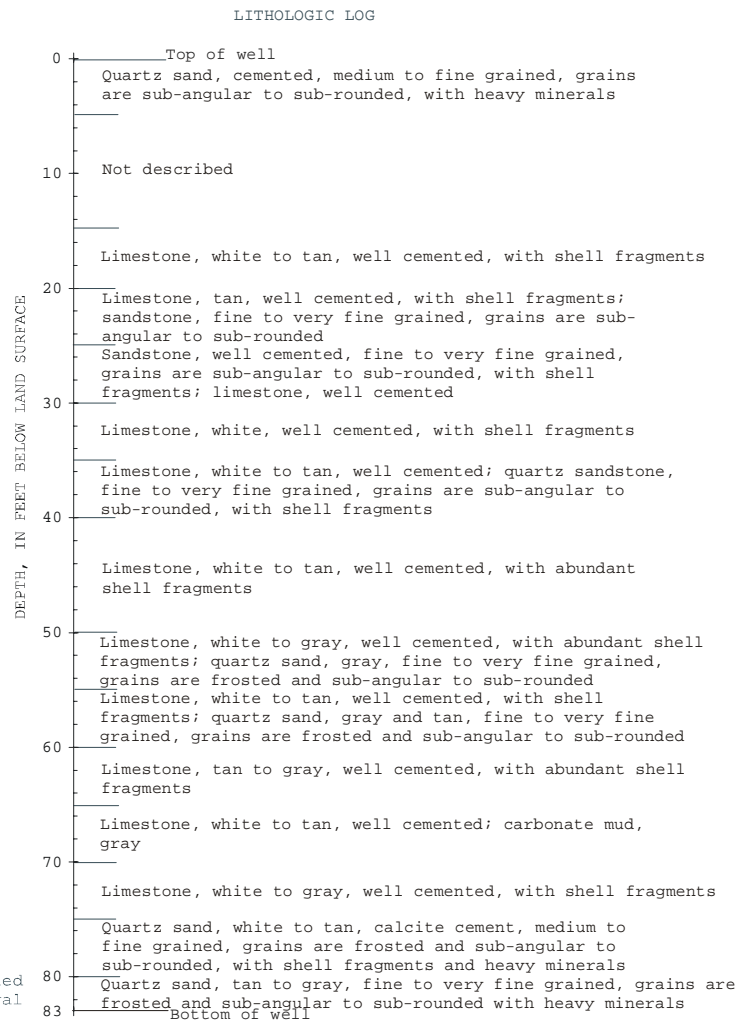 LITHOLOGIC LOG
0
Top of well
Quartz sand, cemented, medium to fine grained, grains
are sub-angular to sub-rounded, with heavy minerals
10
Not described
Limestone, white to tan, well cemented, with shell fragments
20
Limestone, tan, well cemented, with shell fragments;
sandstone, fine to very fine grained, grains are sub-
angular to sub-rounded
Sandstone, well cemented, fine to very fine grained,
grains are sub-angular to sub-rounded, with shell
fragments; limestone, well cemented
30
Limestone, white, well cemented, with shell fragments
Limestone, white to tan, well cemented; quartz sandstone,
fine to very fine grained, grains are sub-angular to
sub-rounded, with shell fragments
40
Limestone, white to tan, well cemented, with abundant
shell fragments
50
Limestone, white to gray, well cemented, with abundant shell
fragments; quartz sand, gray, fine to very fine grained,
grains are frosted and sub-angular to sub-rounded
Limestone, white to tan, well cemented, with shell
fragments; quartz sand, gray and tan, fine to very fine
grained, grains are frosted and sub-angular to sub-rounded
60
Limestone, tan to gray, well cemented, with abundant shell
fragments
Limestone, white to tan, well cemented; carbonate mud,
gray
70
Limestone, white to gray, well cemented, with shell fragments
Quartz sand, white to tan, calcite cement, medium to
fine grained, grains are frosted and sub-angular to
sub-rounded, with shell fragments and heavy minerals
80
Quartz sand, tan to gray, fine to very fine grained, grains are
frosted and sub-angular to sub-rounded with heavy minerals
83
Bottom of well
DEPTH, IN FEET BELOW LAND SURFACE